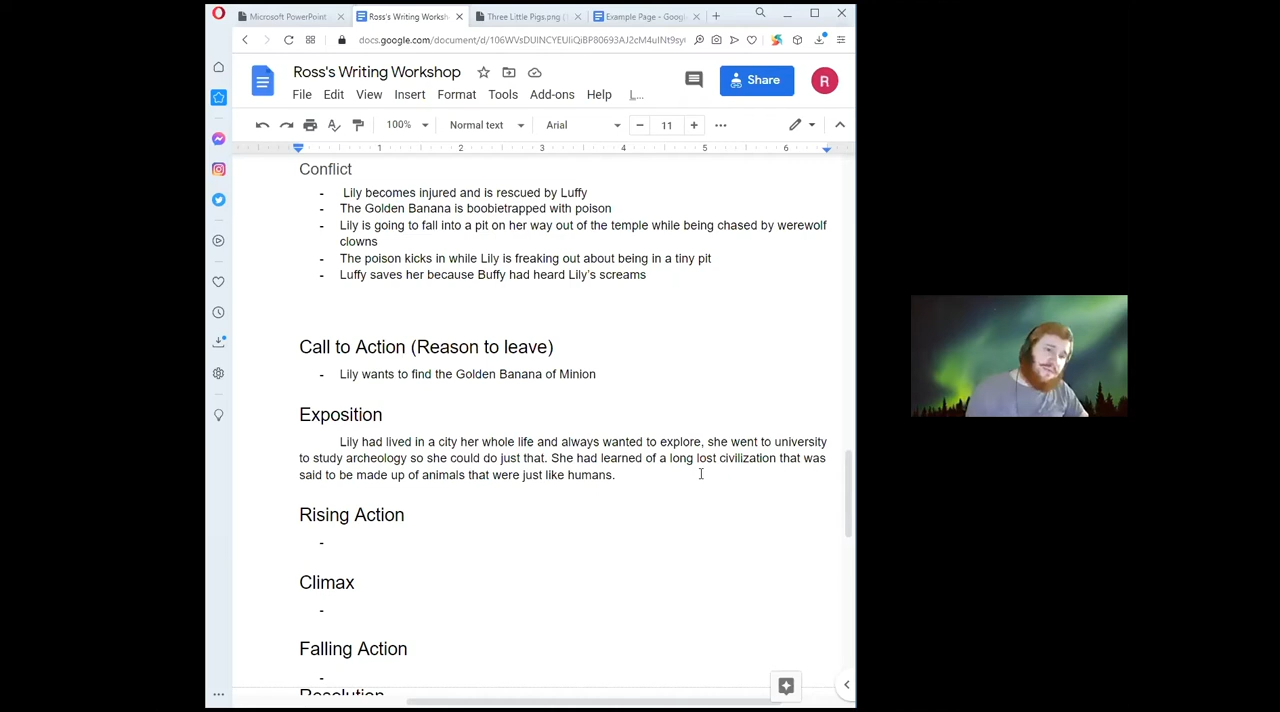 Microsoft PowerPoint
Ross's Writing Worksh
Three Little Pigs.png (
Example Page - Googl
docs.google.com/document/d/106WVsDUINCYEUIiQiBP80693AJ2cM4uINt9sy
Ross's Writing Workshop
Share
R
File Edit View Insert Format Tools Add-ons Help L...
100% Normal text Arial 11
1 2 3 4 5 6
Conflict
- Lily becomes injured and is rescued by Luffy
- The Golden Banana is boobietrapped with poison
- Lily is going to fall into a pit on her way out of the temple while being chased by werewolf
clowns
- The poison kicks in while Lily is freaking out about being in a tiny pit
- Luffy saves her because Buffy had heard Lily's screams
Call to Action (Reason to leave)
- Lily wants to find the Golden Banana of Minion
Exposition
Lily had lived in a city her whole life and always wanted to explore, she went to university
to study archeology so she could do just that. She had learned of a long lost civilization that was
said to be made up of animals that were just like humans.
Rising Action
-
Climax
-
Falling Action
-
Resolution